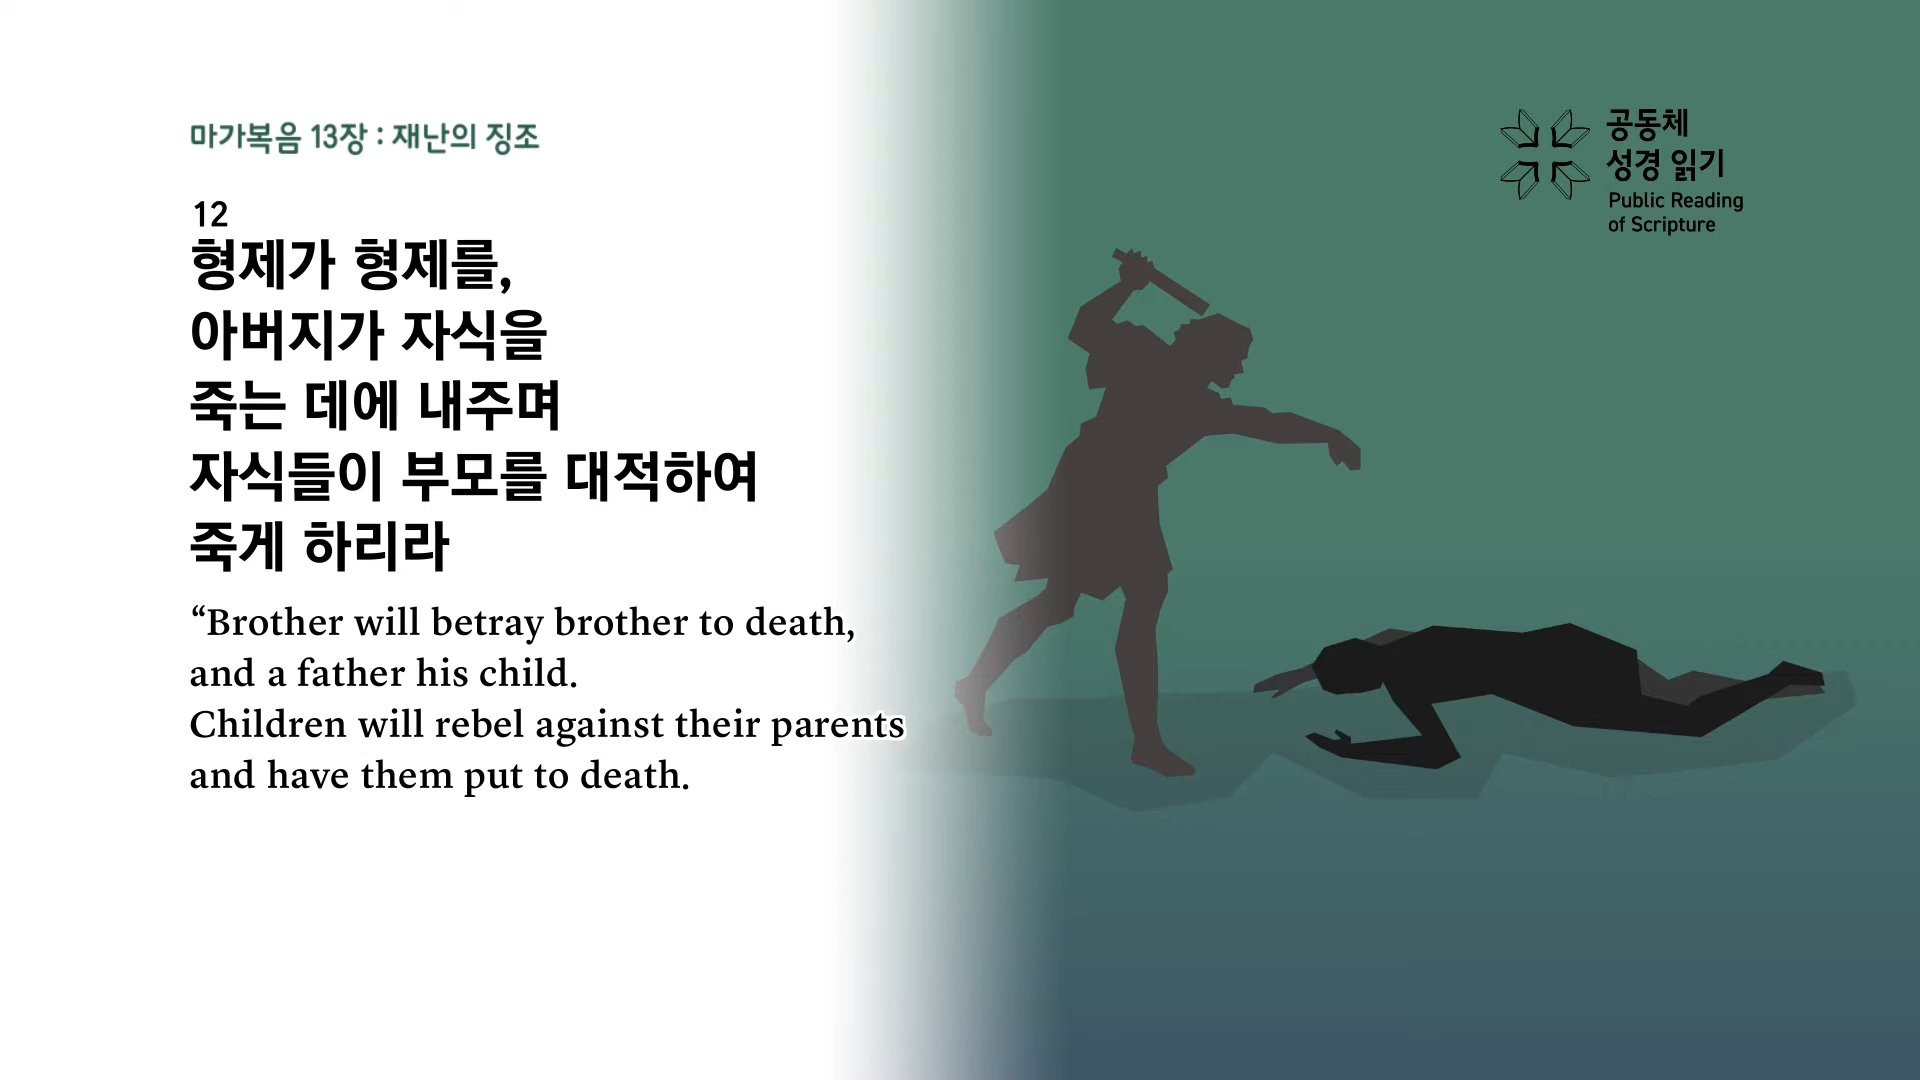 마가복음 13장 : 재난의 징조
12
형제가 형제를,
아버지가 자식을
죽는 데에 내주며
자식들이 부모를 대적하여
죽게 하리라
“Brother will betray brother to death,
and a father his child.
Children will rebel against their parents
and have them put to death.
공동체
성경 읽기
Public Reading
of Scripture